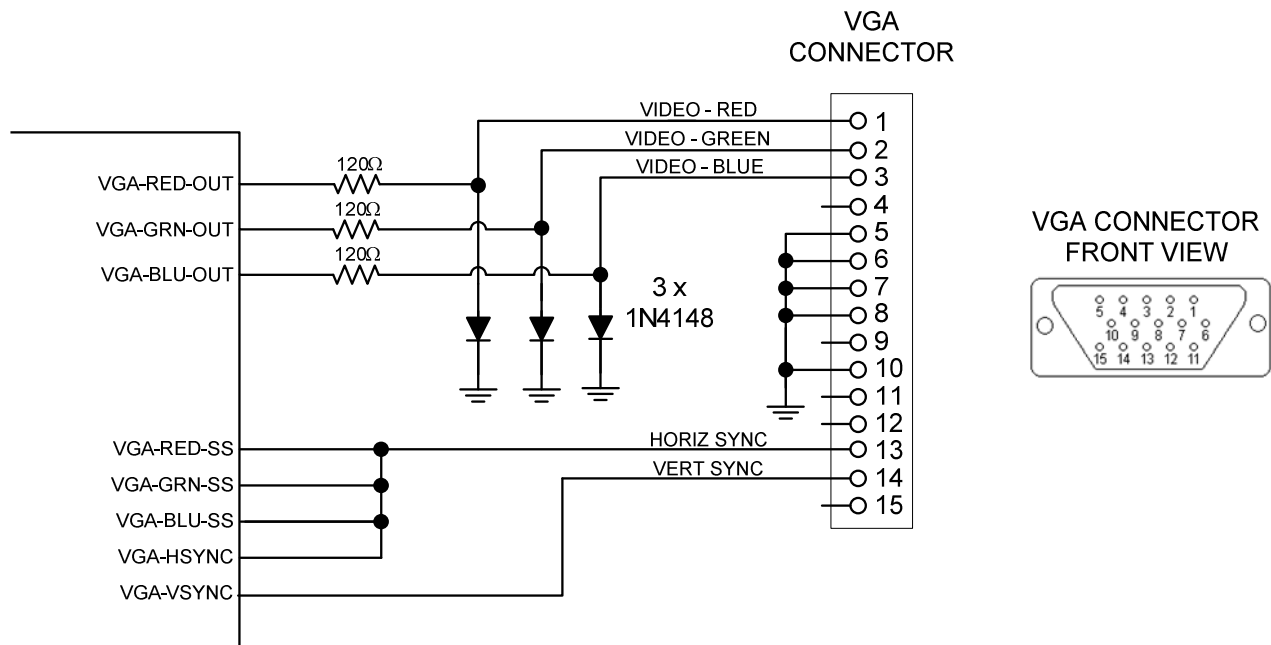 VGA
CONNECTOR
VIDEO - RED
VIDEO - GREEN
VIDEO - BLUE
1
2
3
4
5
6
7
8
9
10
11
12
13
14
15
VGA-RED-OUT
VGA-GRN-OUT
VGA-BLU-OUT
120Ω
120Ω
120Ω
3 x
1N4148
VGA-RED-SS
VGA-GRN-SS
VGA-BLU-SS
VGA-HSYNC
VGA-VSYNC
HORIZ SYNC
VERT SYNC
VGA CONNECTOR
FRONT VIEW
5 4 3 2 1
10 9 8 7 6
15 14 13 12 11